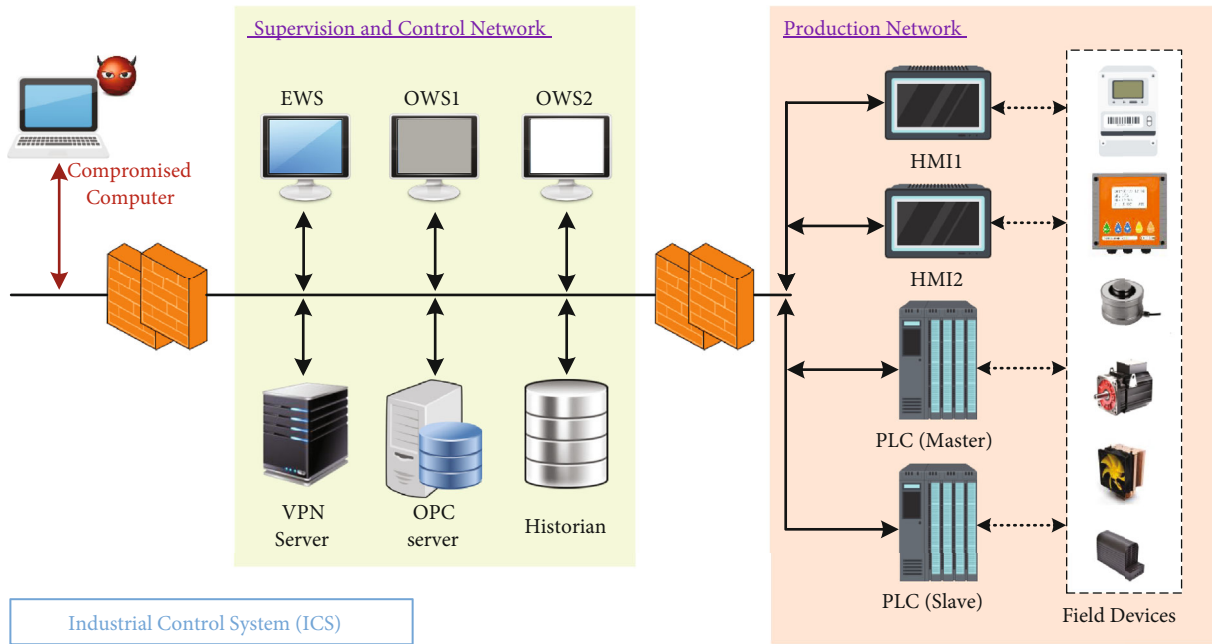 Supervision and Control Network
Production Network
EWS
OWS1
OWS2
Compromised
Computer
HMI1
HMI2
PLC (Master)
VPN
Server
OPC
server
Historian
PLC (Slave)
Field Devices
Industrial Control System (ICS)